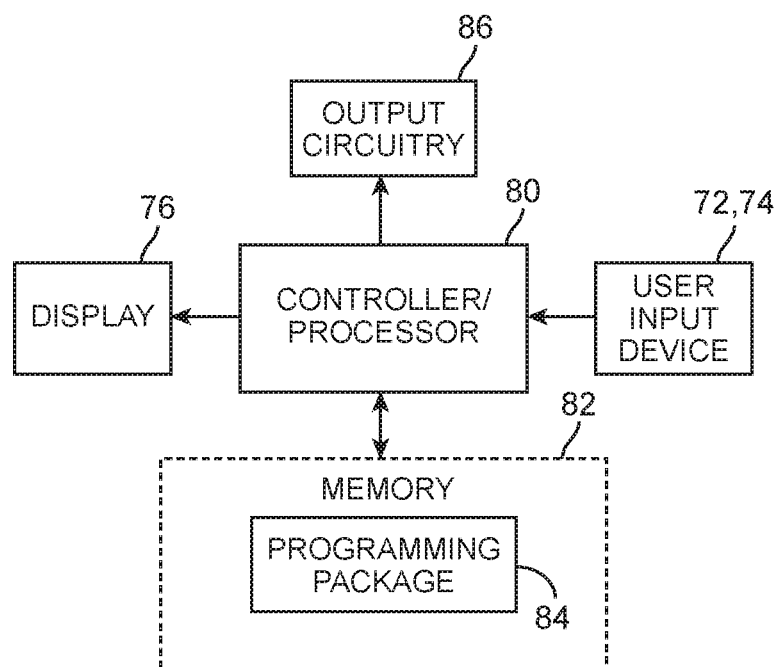 86
OUTPUT
CIRCUITRY
76
80
72,74
DISPLAY
CONTROLLER/
PROCESSOR
USER
INPUT
DEVICE
82
MEMORY
PROGRAMMING
PACKAGE
84